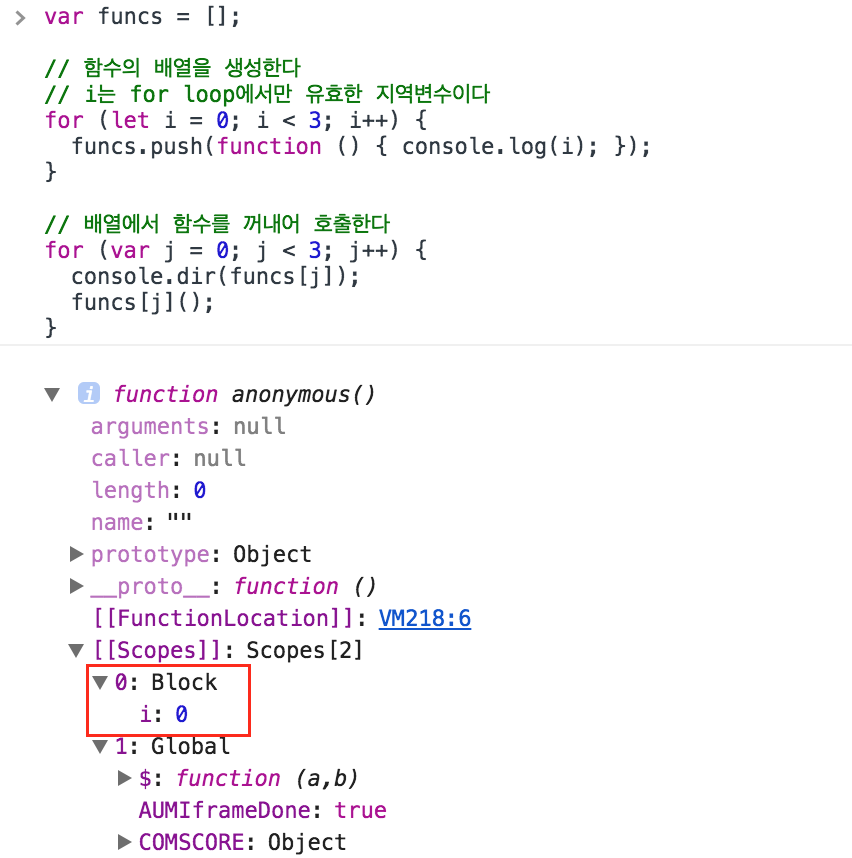 > var funcs = [];
// 함수의 배열을 생성한다
// i는 for loop에서만 유효한 지역변수이다
for (let i = 0; i < 3; i++) {
  funcs.push(function () { console.log(i); });
}
// 배열에서 함수를 꺼내어 호출한다
for (var j = 0; j < 3; j++) {
  console.dir(funcs[j]);
  funcs[j]();
}
▼ i function anonymous()
arguments: null
caller: null
length: 0
name: ""
▶ prototype: Object
▶ __proto__: function ()
[[FunctionLocation]]: VM218:6
▼ [[Scopes]]: Scopes[2]
▼ 0: Block
i: 0
▼ 1: Global
▶ $: function (a,b)
AUMIframeDone: true
▶ COMSCORE: Object